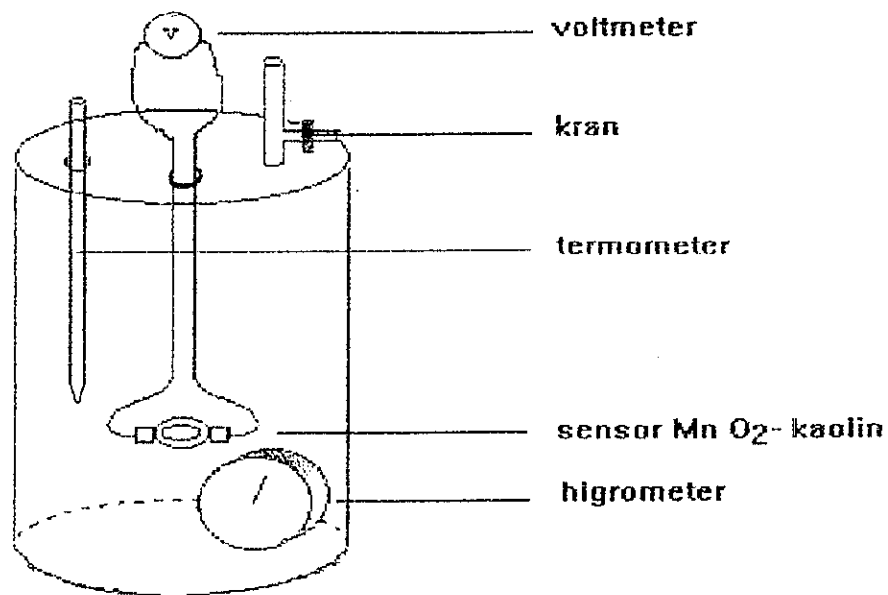 V
voltmeter
kran
termometer
sensor Mn O2- kaolin
higrometer